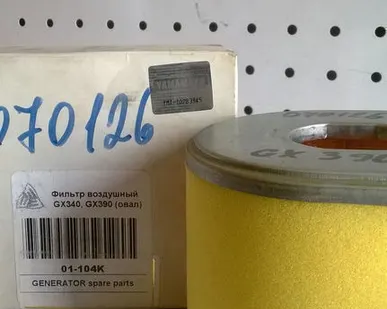 070126
Фильтр воздушный
GX340, GX390 (овал)
01-104K
GENERATOR spare parts
GX 390